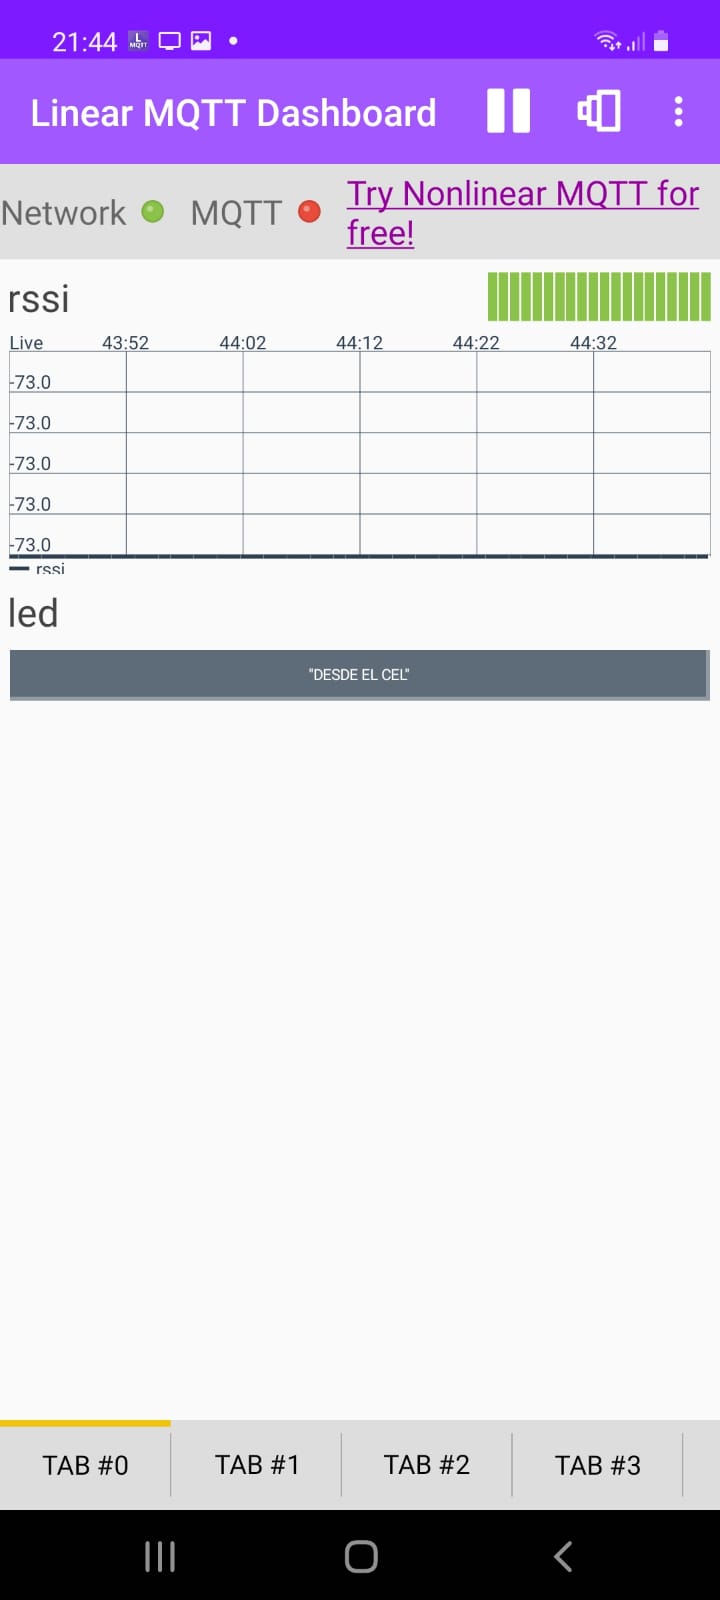 21:44
L
MQTT
Linear MQTT Dashboard
Network MQTT Try Nonlinear MQTT for
free!
rssi
Live 43:52 44:02 44:12 44:22 44:32
-73.0
-73.0
-73.0
-73.0
-73.0
rssi
led
"DESDE EL CEL"
TAB #0 TAB #1 TAB #2 TAB #3